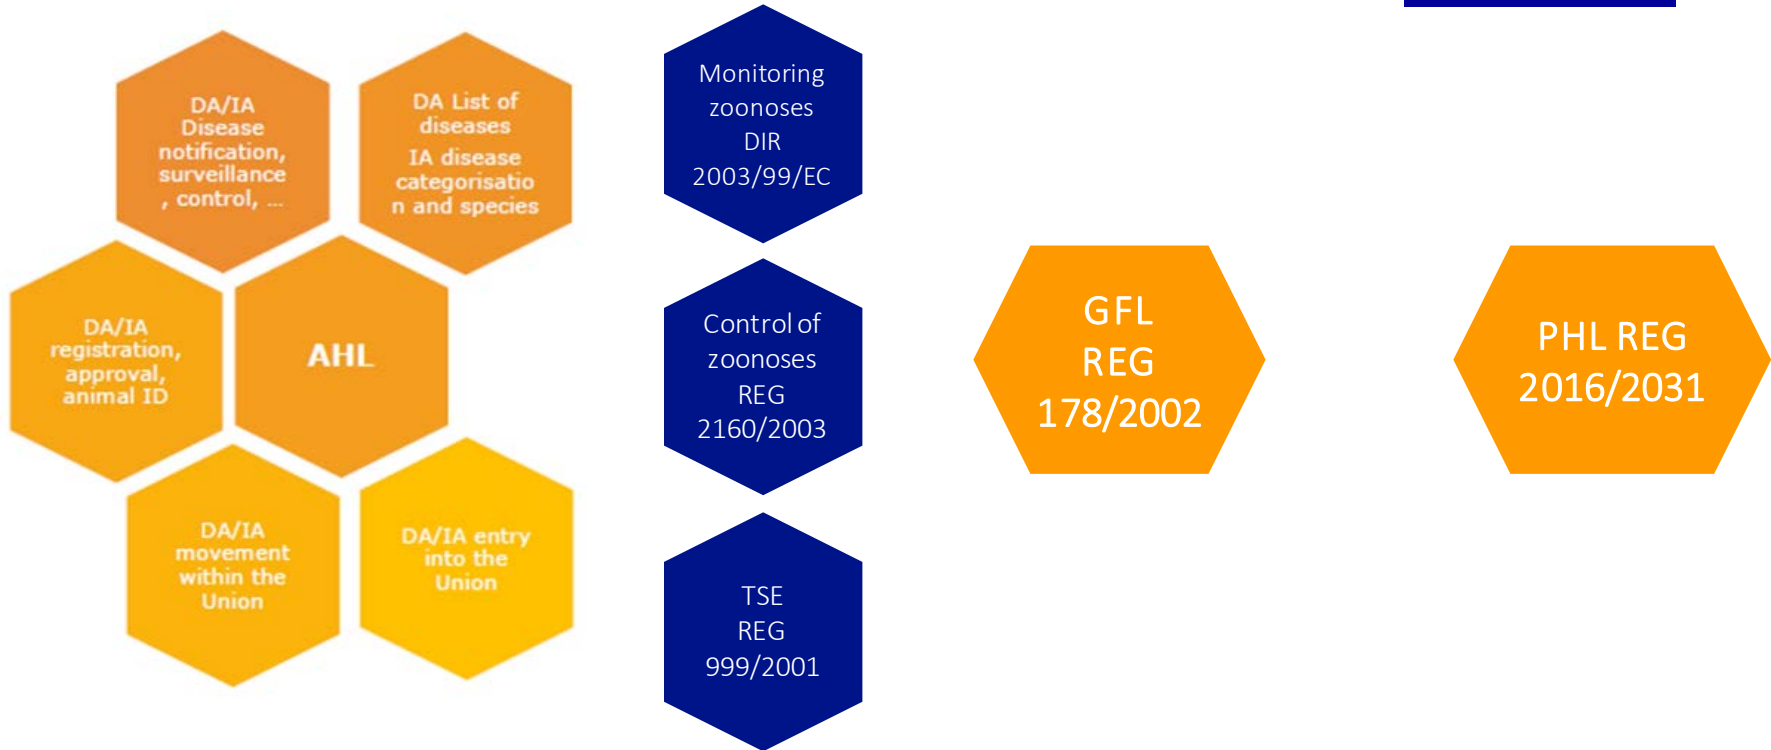 DA/IA
Disease
notification,
surveillance
, control, ...
DA List of
diseases
IA disease
categorisatio
n and species
DA/IA
registration,
approval,
animal ID
AHL
DA/IA
movement
within the
Union
DA/IA entry
into the
Union
Monitoring
zoonoses
DIR
2003/99/EC
Control of
zoonoses
REG
2160/2003
TSE
REG
999/2001
GFL
REG
178/2002
PHL REG
2016/2031